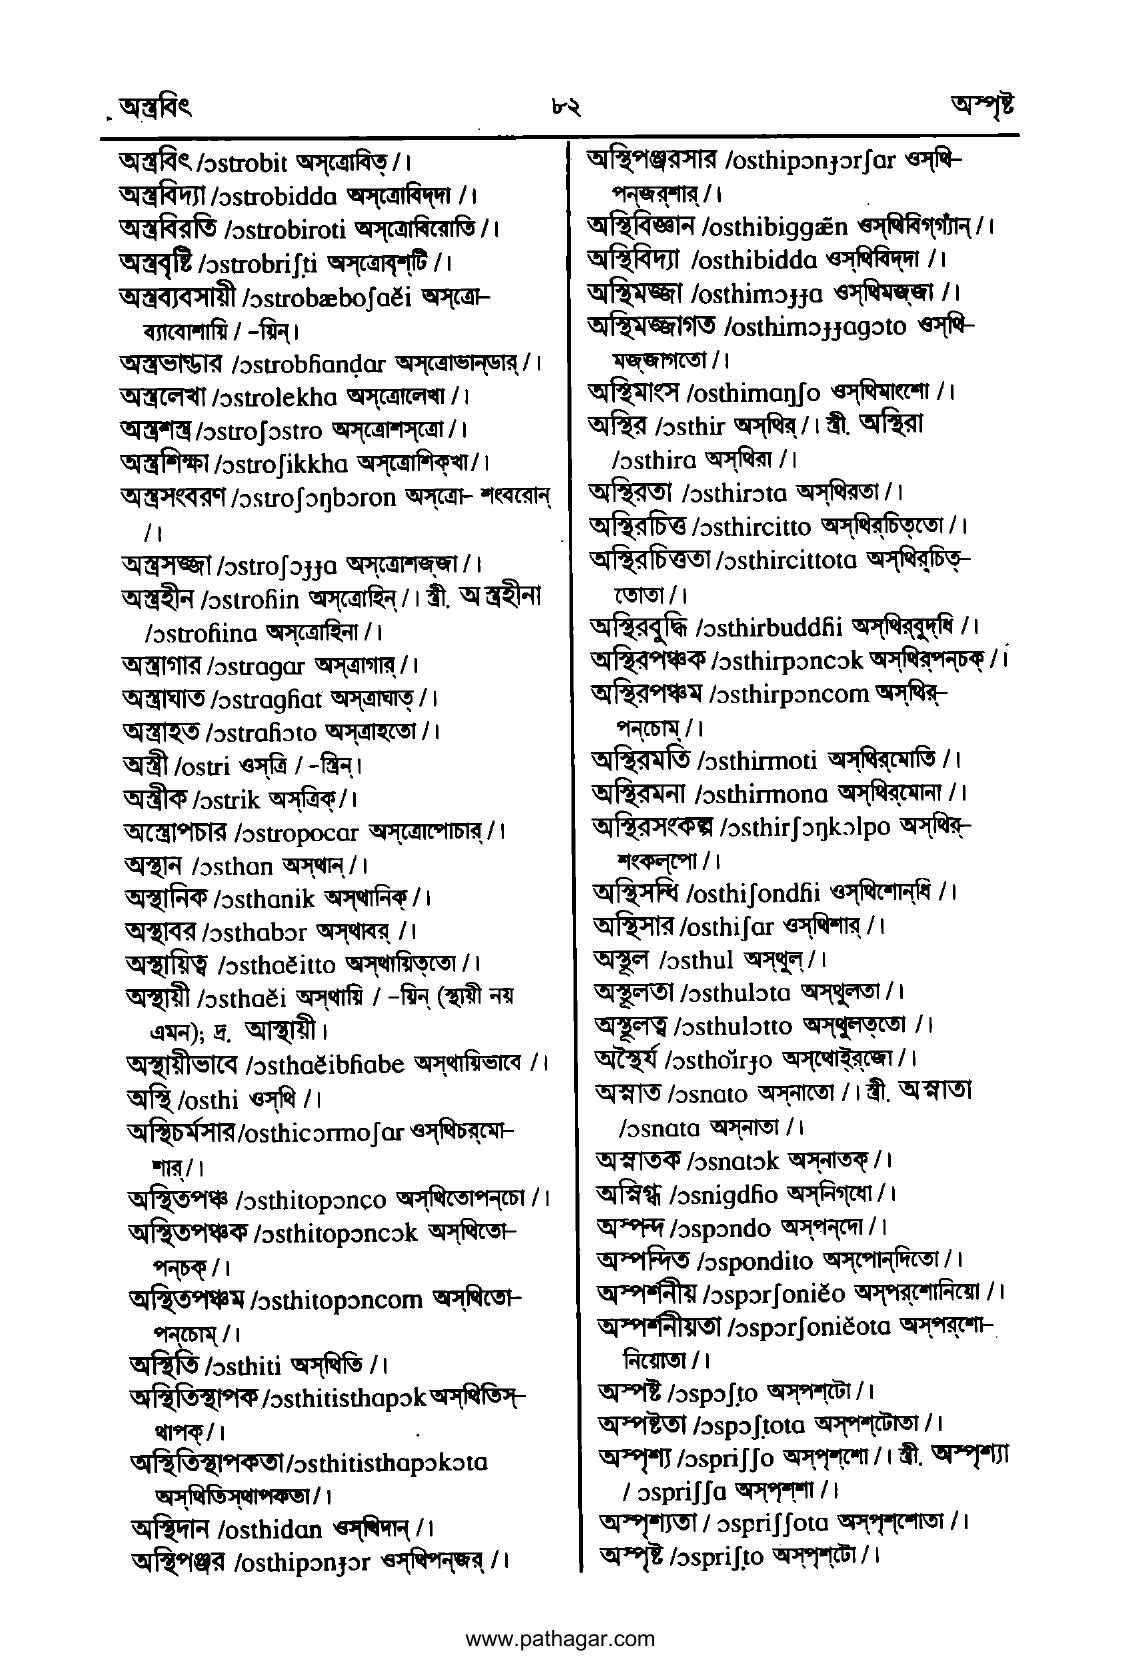 অস্ত্রবিৎ ৮২ অস্পৃষ্ট
অস্ত্রবিৎ /ɔstrobit অস্‌ত্রোবিত্‌ /।
অস্ত্রবিদ্যা /ɔstrobidda অস্‌ত্রোবিদ্‌দা /।
অস্ত্রবিরতি /ɔstrobiroti অস্‌ত্রোবিরোতি /।
অস্ত্রবৃষ্টি /ɔstrobriʃʈi অস্‌ত্রোবৃশ্‌টি /।
অস্ত্রব্যবসায়ী /ɔstrobæboʃaĕi অস্‌ত্রো–
ব্যাবোশায়ি / –য়িন্‌।
অস্ত্রভাণ্ডার /ɔstrobɦanɖar অস্‌ত্রোভান্‌ডার্‌ /।
অস্ত্রলেখা /ɔstrolekha অস্‌ত্রোলেখা /।
অস্ত্রশস্ত্র /ɔstroʃɔstro অস্‌ত্রোশস্‌ত্রো /।
অস্ত্রশিক্ষা /ɔstroʃikkha অস্‌ত্রোশিক্‌খা /।
অস্ত্রসংবরণ /ɔstroʃɔŋbɔron অস্‌ত্রো– শংবরোন্‌
/।
অস্ত্রসজ্জা /ɔstroʃɔɟɟa অস্‌ত্রোশজ্‌জা /।
অস্ত্রহীন /ɔstroɦin অস্‌ত্রোহিন্‌ /। স্ত্রী. অস্ত্রহীনা
/ɔstroɦina অস্‌ত্রোহিনা /।
অস্ত্রাগার /ɔstragar অস্‌ত্রাগার্‌ /।
অস্ত্রাঘাত /ɔstragɦat অস্‌ত্রাঘাত্‌ /।
অস্ত্রাহত /ɔstraɦɔto অস্‌ত্রাহতো /।
অস্ত্রী /ostri ওস্‌ত্রি / –স্ত্রিন্‌।
অস্ত্রীক /ɔstrik অস্‌ত্রিক্‌ /।
অস্ত্রোপচার /ɔstropocar অস্‌ত্রোপোচার্‌ /।
অস্থান /ɔsthan অস্‌থান্‌ /।
অস্থানিক /ɔsthanik অস্‌থানিক্‌ /।
অস্থাবর /ɔsthabɔr অস্‌থাবর্‌ /।
অস্থায়িত্ব /ɔsthaĕitto অস্‌থায়িত্‌তো /।
অস্থায়ী /ɔsthaĕi অস্‌থায়ি / –য়িন্‌ (স্থায়ী নয়
এমন); দ্র. আস্থায়ী।
অস্থায়ীভাবে /ɔsthaĕibɦabe অস্‌থায়িভাবে /।
অস্থি /osthi ওস্‌থি /।
অস্থিচর্মসার /osthicɔrmoʃar ওস্‌থিচর্‌মো–
শার্‌ /।
অস্থিতপঞ্চ /ɔsthitopɔnco অস্‌থিতোপন্‌চো /।
অস্থিতপঞ্চক /ɔsthitopɔncɔk অস্‌থিতো–
পন্‌চক্‌ /।
অস্থিতপঞ্চম /ɔsthitopɔncom অস্‌থিতো–
পন্‌চোম্‌ /।
অস্থিতি /ɔsthiti অস্‌থিতি /।
অস্থিতিস্থাপক /ɔsthitisthapɔk অস্‌থিতিস্‌–
থাপক্‌ /।
অস্থিতিস্থাপকতা /ɔsthitisthapɔkɔta
অস্‌থিতিস্‌থাপকতা /।
অস্থিদান /osthidan ওস্‌থিদান্‌ /।
অস্থিপঞ্জর /osthipɔnɟɔr ওস্‌থিপন্‌জর্‌ /।
অস্থিপঞ্জরসার /osthipɔnɟɔrʃar ওস্‌থি–
পন্‌জর্‌শার্‌ /।
অস্থিবিজ্ঞান /osthibiggæ̃n ওস্‌থিবিগ্‌গ্যাঁন্‌ /।
অস্থিবিদ্যা /osthibidda ওস্‌থিবিদ্‌দা /।
অস্থিমজ্জা /osthimɔɟɟa ওস্‌থিমজ্‌জা /।
অস্থিমজ্জাগত /osthimɔɟɟagɔto ওস্‌থি–
মজ্‌জাগতো /।
অস্থিমাংস /osthimaŋʃo ওস্‌থিমাংশো /।
অস্থির /ɔsthir অস্‌থির্‌ /। স্ত্রী. অস্থিরা
/ɔsthira অস্‌থিরা /।
অস্থিরতা /ɔsthirɔta অস্‌থিরতা /।
অস্থিরচিত্ত /ɔsthircitto অস্‌থির্‌চিত্‌তো /।
অস্থিরচিত্ততা /ɔsthircittota অস্‌থির্‌চিত্‌–
তোতা /।
অস্থিরবুদ্ধি /ɔsthirbuddɦi অস্‌থির্‌বুদ্‌ধি /।
অস্থিরপঞ্চক /ɔsthirpɔncɔk অস্‌থির্‌পন্‌চক্‌ /।
অস্থিরপঞ্চম /ɔsthirpɔncom অস্‌থির্‌–
পন্‌চোম্‌ /।
অস্থিরমতি /ɔsthirmoti অস্‌থির্‌মোতি /।
অস্থিরমনা /ɔsthirmona অস্‌থির্‌মোনা /।
অস্থিরসংকল্প /ɔsthirʃɔŋkɔlpo অস্‌থির্‌–
শংকল্‌পো /।
অস্থিসন্ধি /osthiʃondɦi ওস্‌থিশোন্‌ধি /।
অস্থিসার /osthiʃar ওস্‌থিশার্‌ /।
অস্থূল /ɔsthul অস্‌থুল্‌ /।
অস্থূলতা /ɔsthulɔta অস্‌থুলতা /।
অস্থূলত্ব /ɔsthulɔtto অস্‌থুলত্‌তো /।
অস্থৈর্য /ɔsthoĭrɟo অস্‌থোই্‌র্‌জো /।
অস্নাত /ɔsnato অস্‌নাতো /। স্ত্রী. অস্নাতা
/ɔsnata অস্‌নাতা /।
অস্নাতক /ɔsnatɔk অস্‌নাতক্‌ /।
অস্নিগ্ধ /ɔsnigdɦo অস্‌নিগ্‌ধো /।
অস্পন্দ /ɔspɔndo অস্‌পন্‌দো /।
অস্পন্দিত /ɔspondito অস্‌পোন্‌দিতো /।
অস্পর্শনীয় /ɔspɔrʃoniĕo অস্‌পর্‌শোনিয়ো /।
অস্পর্শনীয়তা /ɔspɔrʃoniĕota অস্‌পর্‌শো–
নিয়োতা /।
অস্পষ্ট /ɔspɔʃʈo অস্‌পশ্‌টো /।
অস্পষ্টতা /ɔspɔʃʈota অস্‌পশ্‌টোতা /।
অস্পৃশ্য /ɔspriʃʃo অস্‌পৃশ্‌শো /। স্ত্রী. অস্পৃশ্যা
/ ɔspriʃʃa অস্‌পৃশ্‌শা /।
অস্পৃশ্যতা / ɔspriʃʃota অস্‌পৃশ্‌শোতা /।
অস্পৃষ্ট /ɔspriʃʈo অস্‌পৃশ্‌টো /।
www.pathagar.com